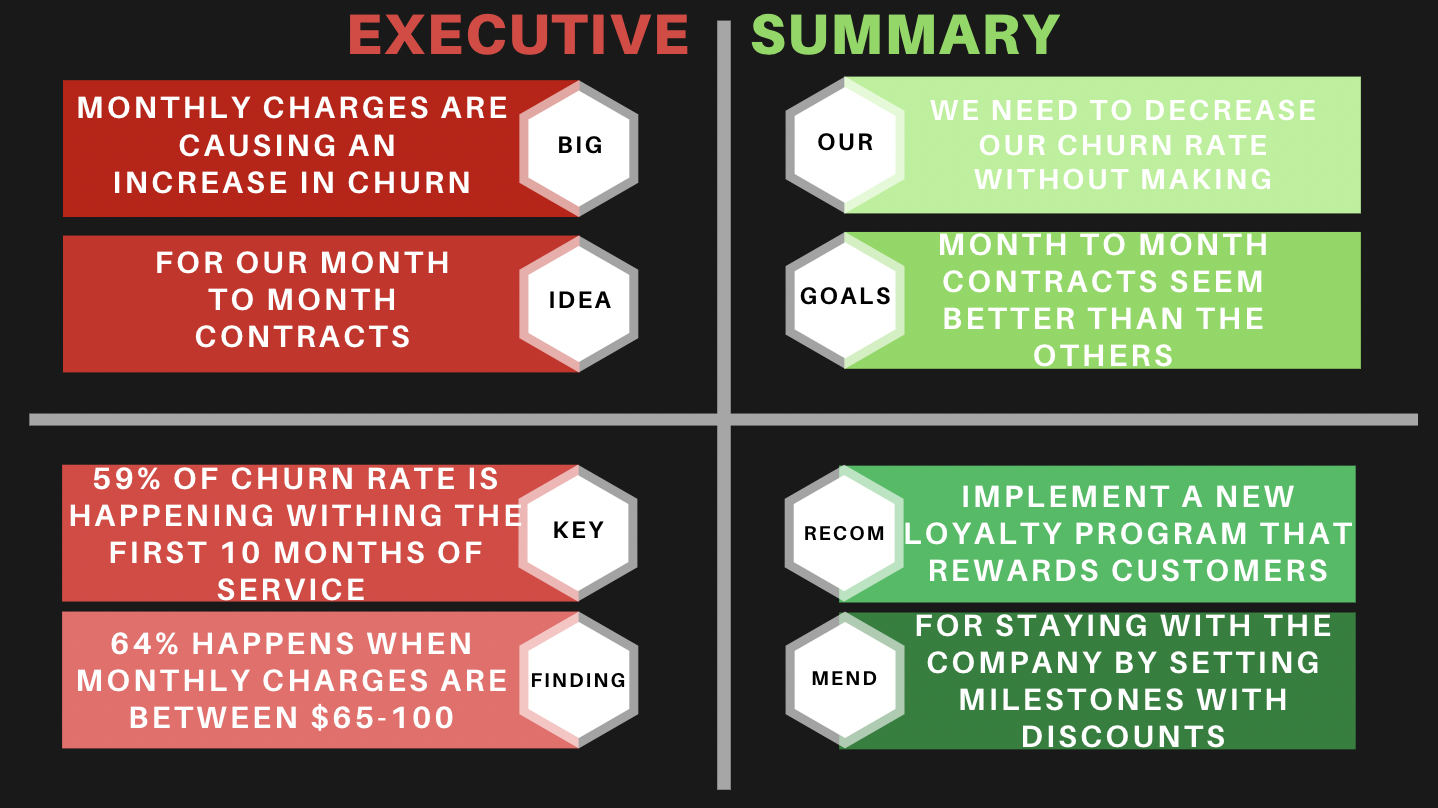 EXECUTIVE SUMMARY
MONTHLY CHARGES ARE
CAUSING AN
INCREASE IN CHURN
BIG
FOR OUR MONTH
TO MONTH
CONTRACTS
IDEA
OUR
WE NEED TO DECREASE
OUR CHURN RATE
WITHOUT MAKING
GOALS
MONTH TO MONTH
CONTRACTS SEEM
BETTER THAN THE
OTHERS
59% OF CHURN RATE IS
HAPPENING WITHING THE
FIRST 10 MONTHS OF
SERVICE
KEY
64% HAPPENS WHEN
MONTHLY CHARGES ARE
BETWEEN $65-100
FINDING
RECOM
IMPLEMENT A NEW
LOYALTY PROGRAM THAT
REWARDS CUSTOMERS
MEND
FOR STAYING WITH THE
COMPANY BY SETTING
MILESTONES WITH
DISCOUNTS